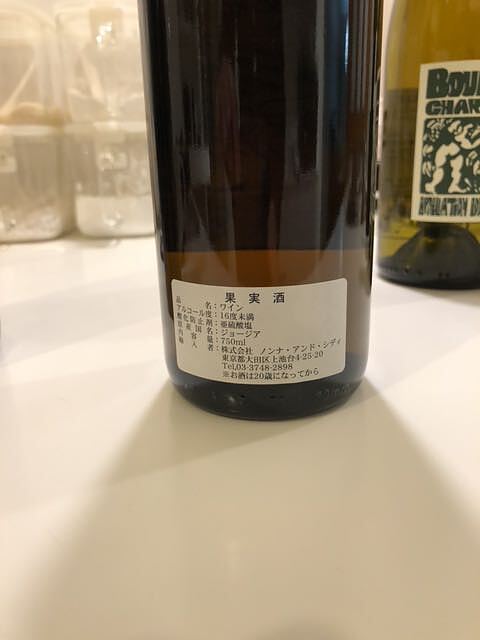 果実酒
品名：ワイン
アルコール度：16度未満
酸化防止剤：亜硫酸塩
原産国名：ジョージア
内容量：750ml
輸入者：株式会社 ノンナ・アンド・シディ
東京都大田区上池台4-25-20
Tel,03-3748-2898
※お酒は20歳になってから
BOU
CHAR